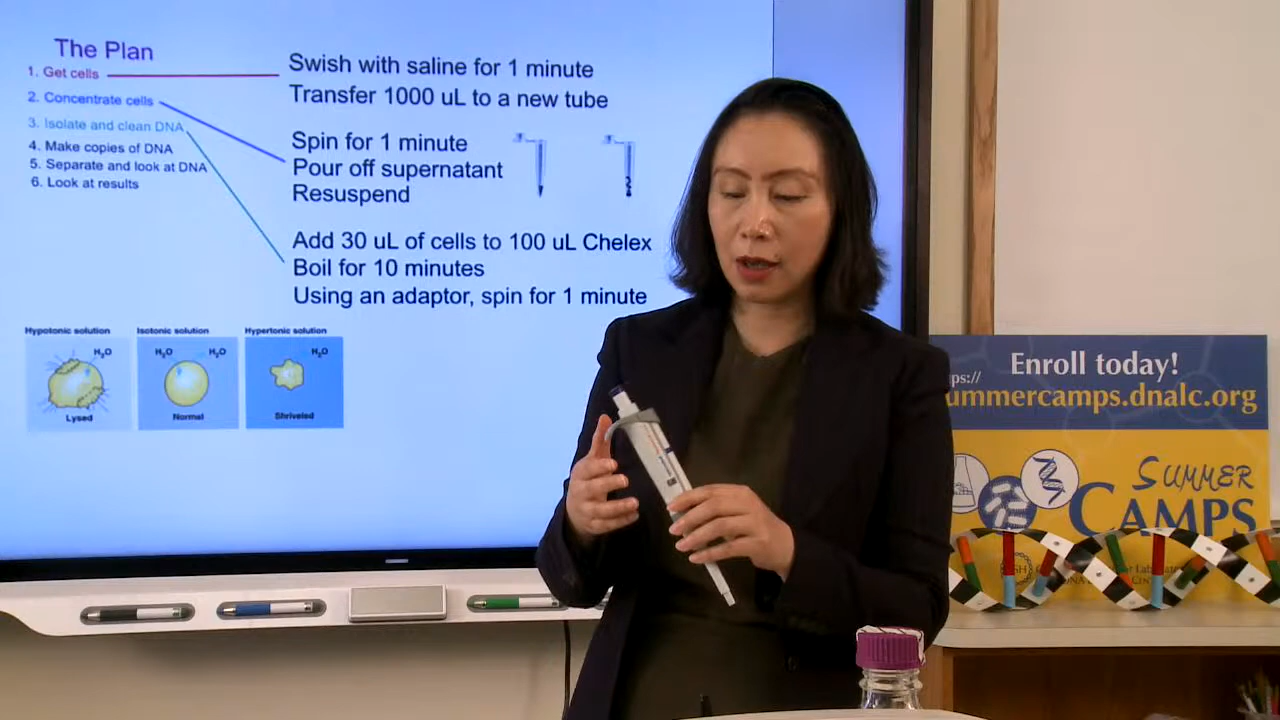 The Plan
1. Get cells
2. Concentrate cells
3. Isolate and clean DNA
4. Make copies of DNA
5. Separate and look at DNA
6. Look at results
Swish with saline for 1 minute
Transfer 1000 uL to a new tube
Spin for 1 minute
Pour off supernatant
Resuspend
Add 30 uL of cells to 100 uL Chelex
Boil for 10 minutes
Using an adaptor, spin for 1 minute
Hypotonic solution
H₂O
Lysed
Isotonic solution
H₂O H₂O
Normal
Hypertonic solution
H₂O
Shriveled
Enroll today!
ps://
ummercamps.dnalc.org
SUMMER
CAMPS